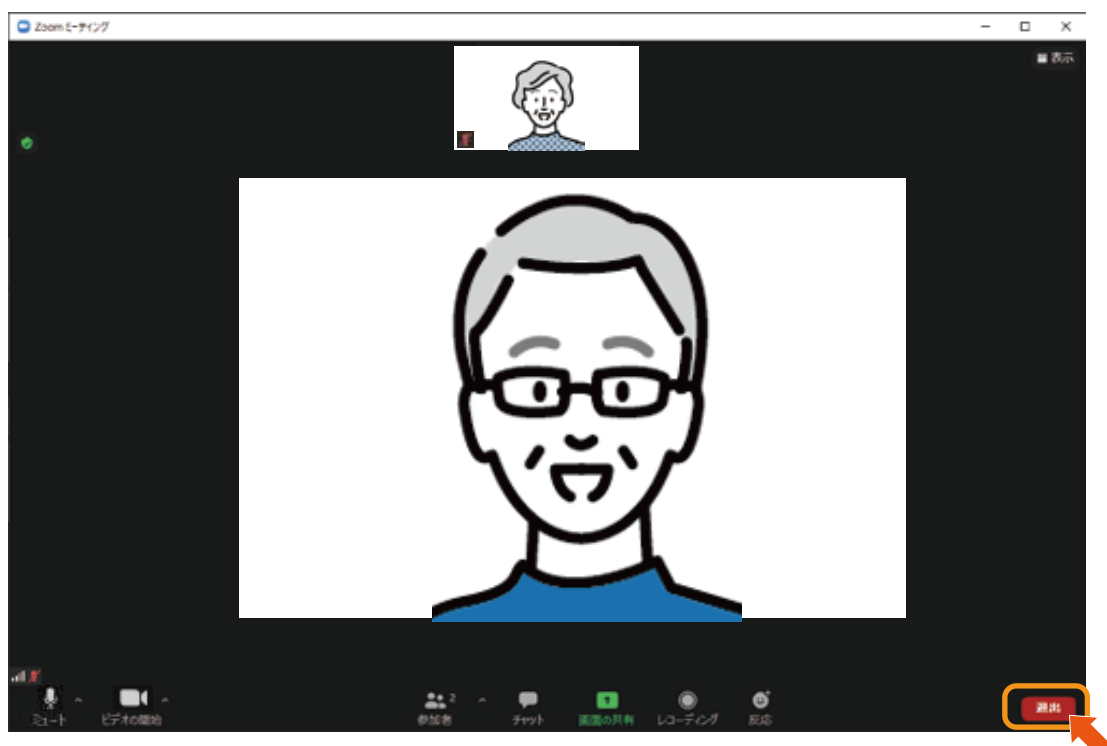 Zoom ミーティング
表示
ミュート
ビデオの開始
2
参加者
チャット
画面の共有
レコーディング
反応
退出